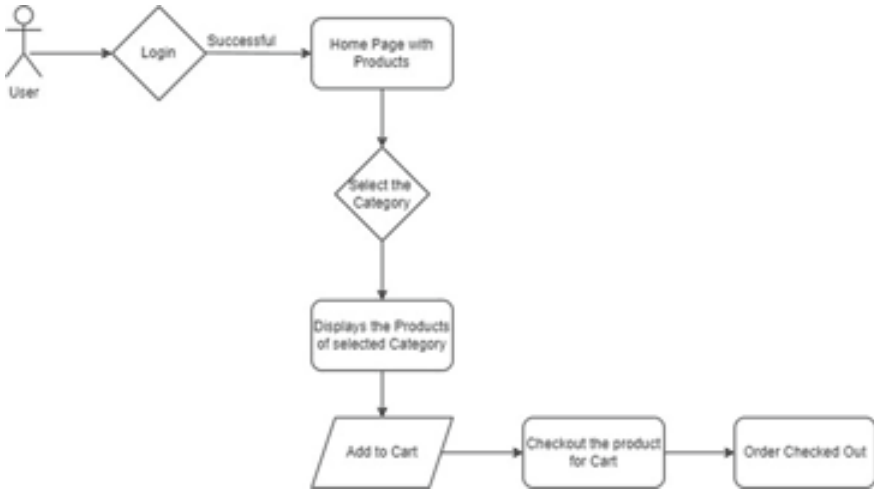 User
Login
Successful
Home Page with
Products
Select the
Category
Displays the Products
of selected Category
Add to Cart
Checkout the product
for Cart
Order Checked Out